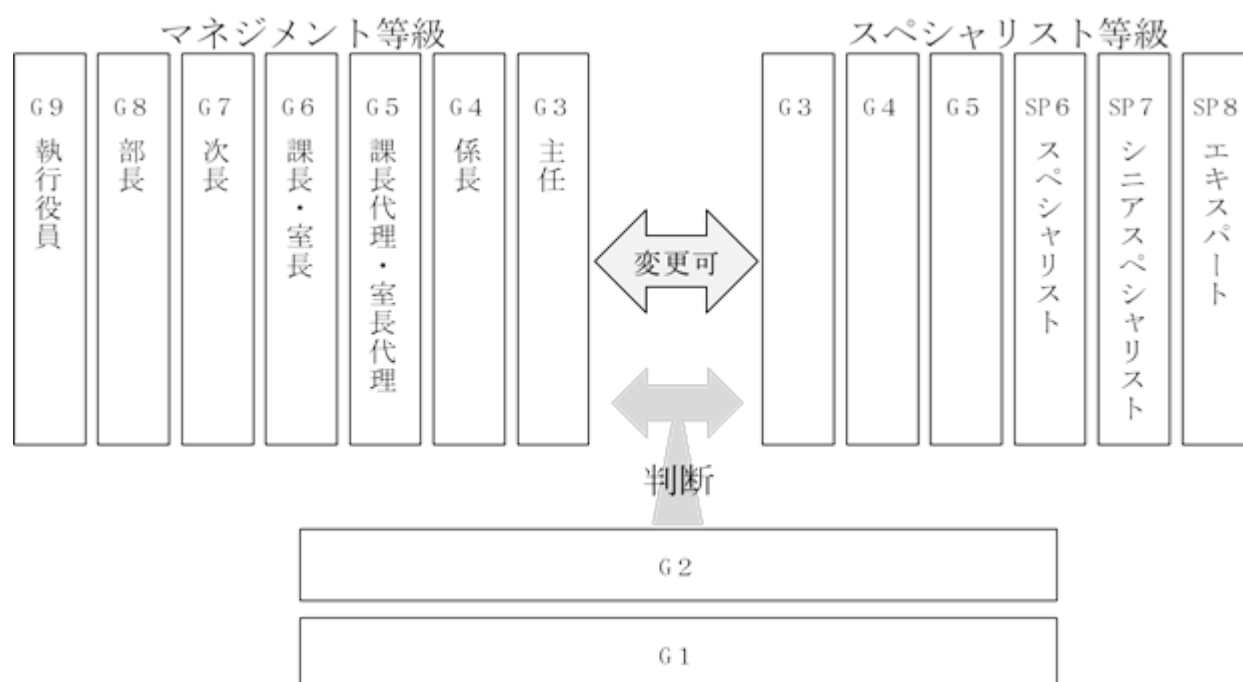 マネジメント等級
スペシャリスト等級
G9 執行役員
G8 部長
G7 次長
G6 課長・室長
G5 課長代理・室長代理
G4 係長
G3 主任
変更可
G3
G4
G5
SP6 スペシャリスト
SP7 シニアスペシャリスト
SP8 エキスパート
判断
G2
G1